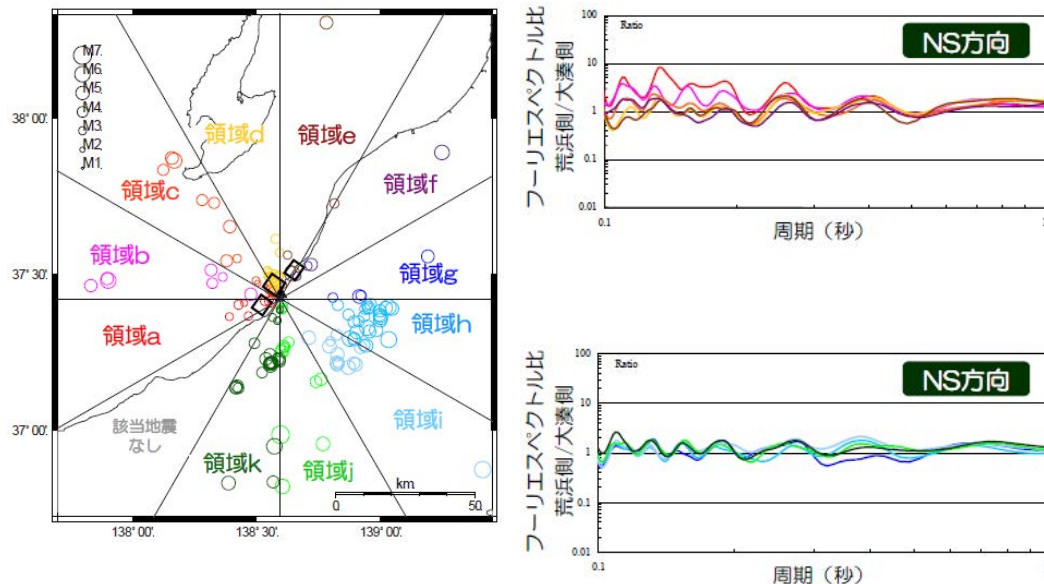 M7.
M6.
M5.
M4
M3.
M2.
M1.
38° 00'.
37° 30'
37° 00'.
138° 00'.
138° 30'.
139° 00'.
領域d
領域e
領域c
領域f
領域b
領域g
領域a
領域h
該当地震
なし
領域i
領域k
領域j
km
0.
50.
フーリエスペクトル比
荒浜側/大湊側
100
10
1
0.1
0.01
Ratio
NS方向
0.1
0.2
1
周期（秒）
フーリエスペクトル比
荒浜側/大湊側
100
10
1
0.1
0.01
Ratio
NS方向
0.1
0.2
周期（秒）